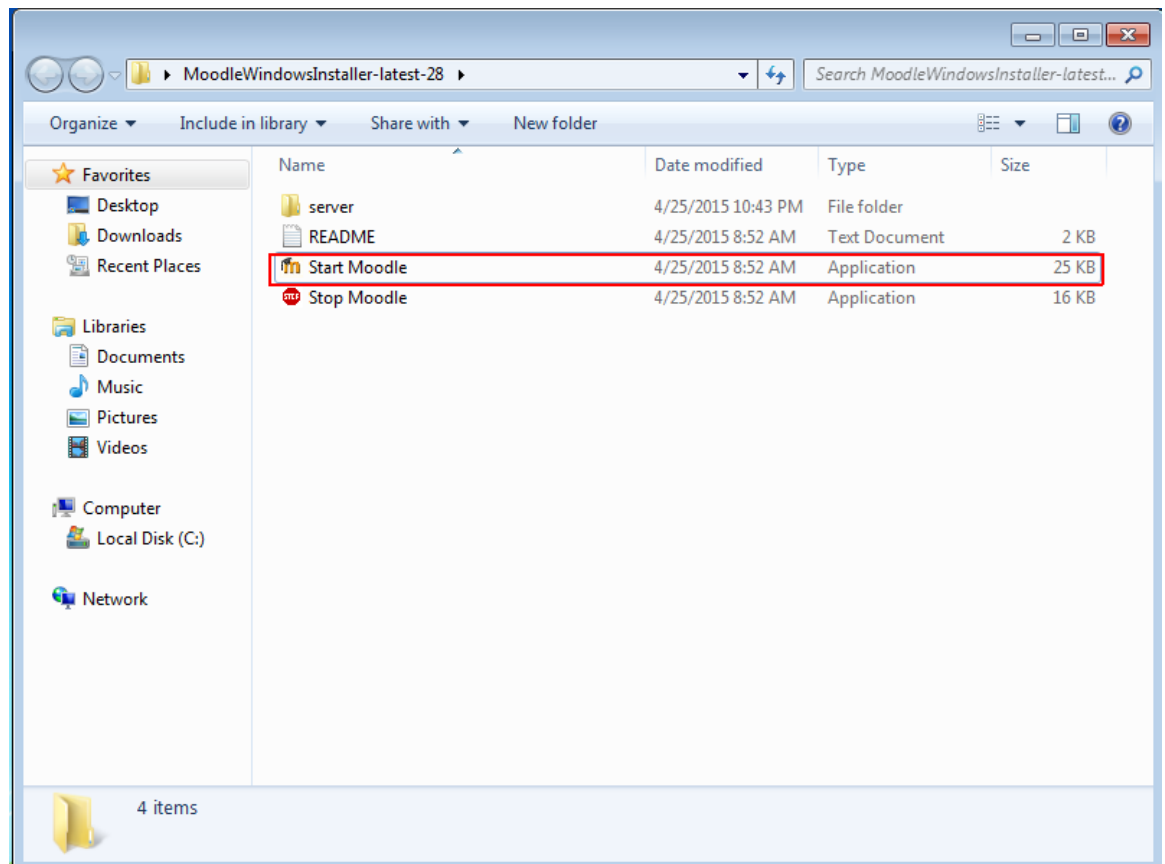 MoodleWindowsInstaller-latest-28
Search MoodleWindowsInstaller-latest...
Organize Include in library Share with New folder
Name Date modified Type Size
Favorites
Desktop
Downloads
Recent Places
Libraries
Documents
Music
Pictures
Videos
Computer
Local Disk (C:)
Network
server 4/25/2015 10:43 PM File folder
README 4/25/2015 8:52 AM Text Document 2 KB
Start Moodle 4/25/2015 8:52 AM Application 25 KB
STOP Stop Moodle 4/25/2015 8:52 AM Application 16 KB
4 items